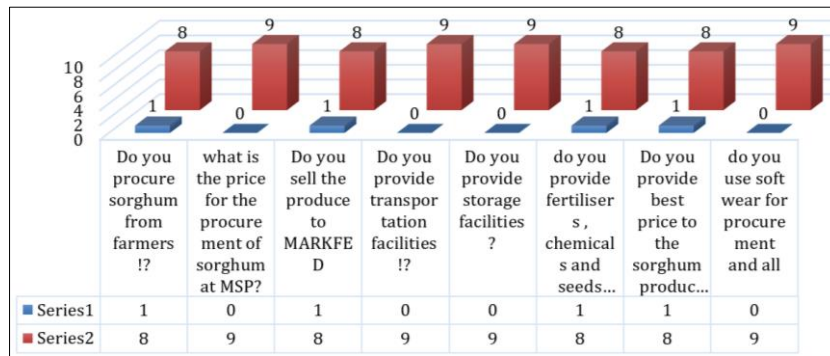 8
9
8
9
9
8
8
9
1
0
1
0
0
1
1
0
10
8
6
4
2
0
Do you
procure
sorghum
from
farmers
!?
what is
the price
for the
procure
ment of
sorghum
at MSP?
Do you
sell the
produce
to
MARKFE
D
Do you
provide
transpor
tation
facilities
!?
Do you
provide
storage
facilities
?
do you
provide
fertiliser
s ,
chemical
s and
seeds...
Do you
provide
best
price to
the
sorghum
produc...
do you
use soft
wear for
procure
ment
and all
Series1 1 0 1 0 0 1 1 0
Series2 8 9 8 9 9 8 8 9